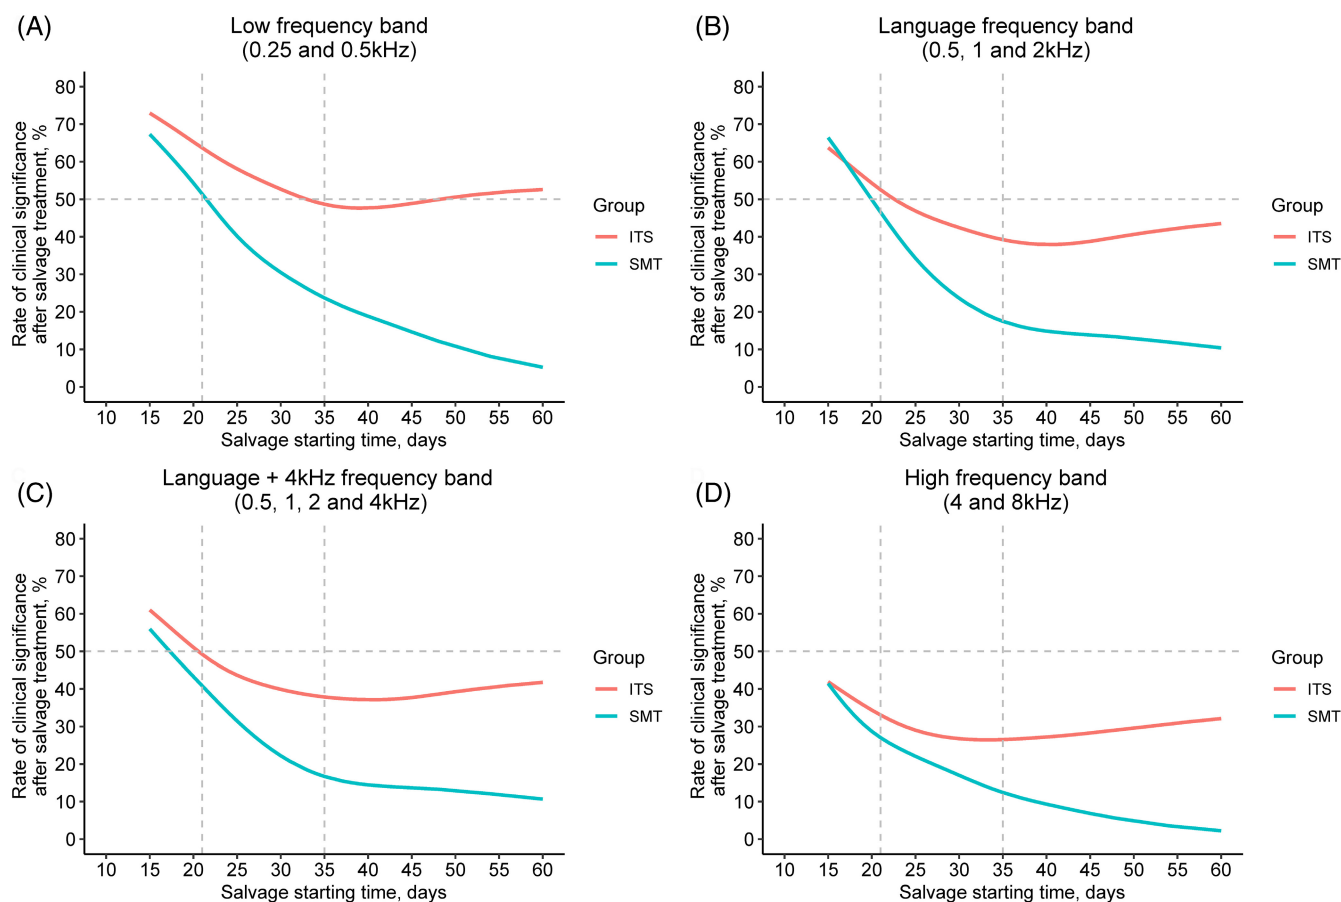 (A)
Low frequency band
(0.25 and 0.5kHz)
Rate of clinical significance
after salvage treatment, %
80
70
60
50
40
30
20
10
0
10 15 20 25 30 35 40 45 50 55 60
Salvage starting time, days
Group
ITS
SMT
(B)
Language frequency band
(0.5, 1 and 2kHz)
Rate of clinical significance
after salvage treatment, %
80
70
60
50
40
30
20
10
0
10 15 20 25 30 35 40 45 50 55 60
Salvage starting time, days
Group
ITS
SMT
(C)
Language + 4kHz frequency band
(0.5, 1, 2 and 4kHz)
Rate of clinical significance
after salvage treatment, %
80
70
60
50
40
30
20
10
0
10 15 20 25 30 35 40 45 50 55 60
Salvage starting time, days
Group
ITS
SMT
(D)
High frequency band
(4 and 8kHz)
Rate of clinical significance
after salvage treatment, %
80
70
60
50
40
30
20
10
0
10 15 20 25 30 35 40 45 50 55 60
Salvage starting time, days
Group
ITS
SMT